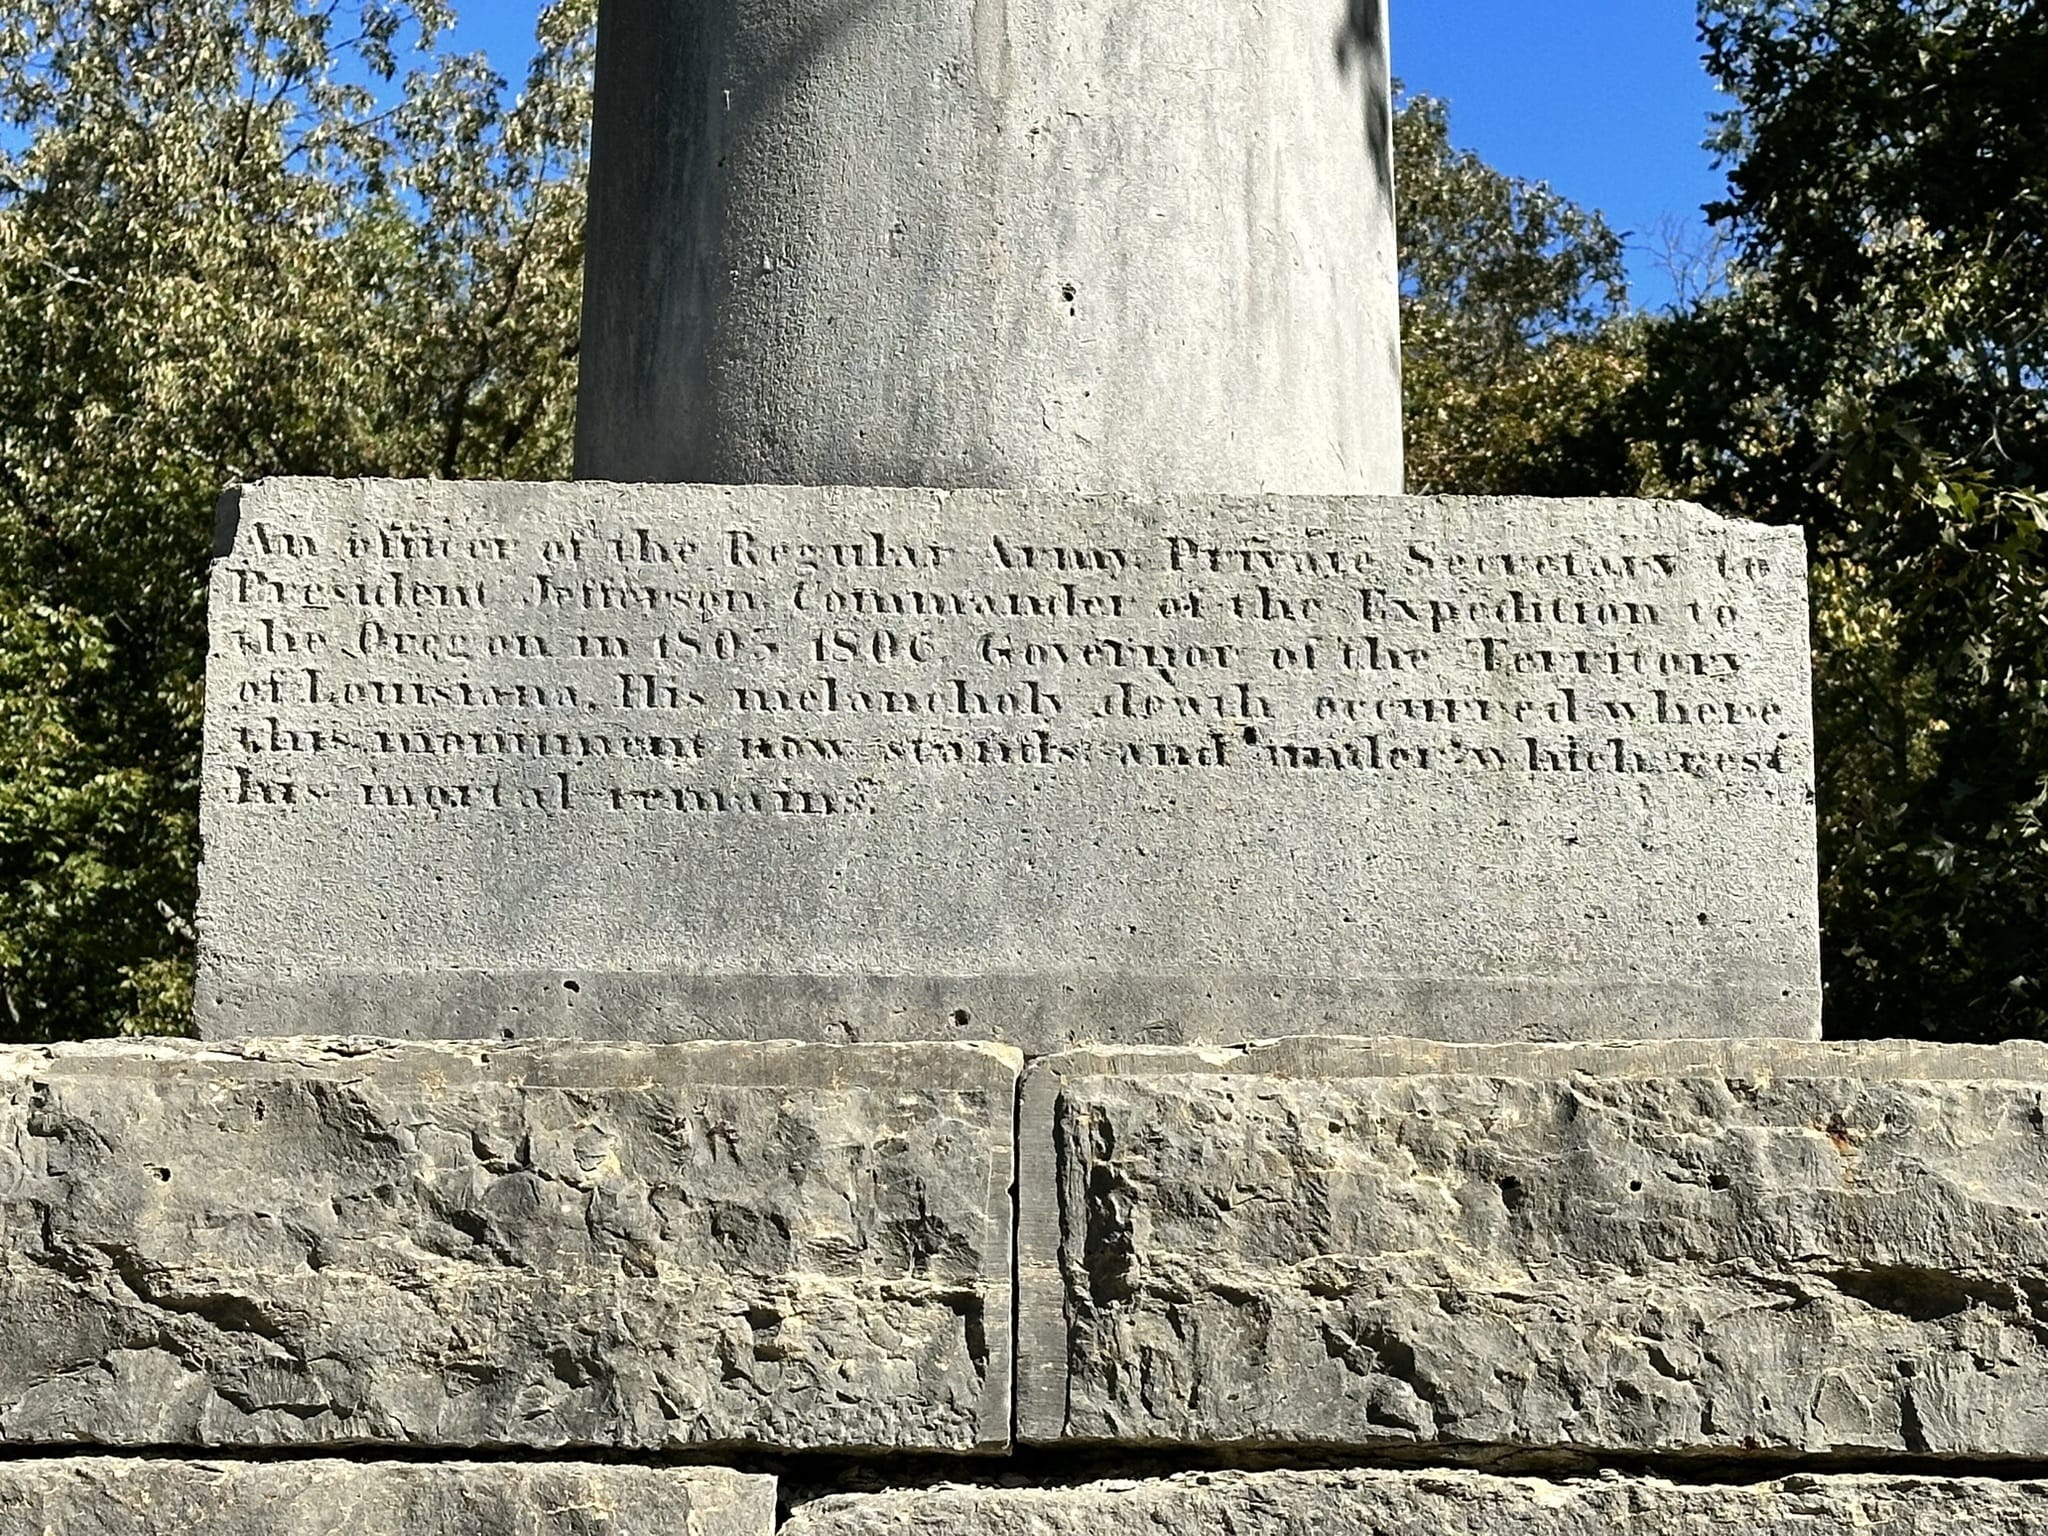 An officer of the Regular Army Private Secretary to
President Jefferson Commander of the Expedition to
the Oregon in 1803 1806. Governor of the Territory
of Louisiana. His melancholy death occurred where
this monument now stands and under which rest
his mortal remains.